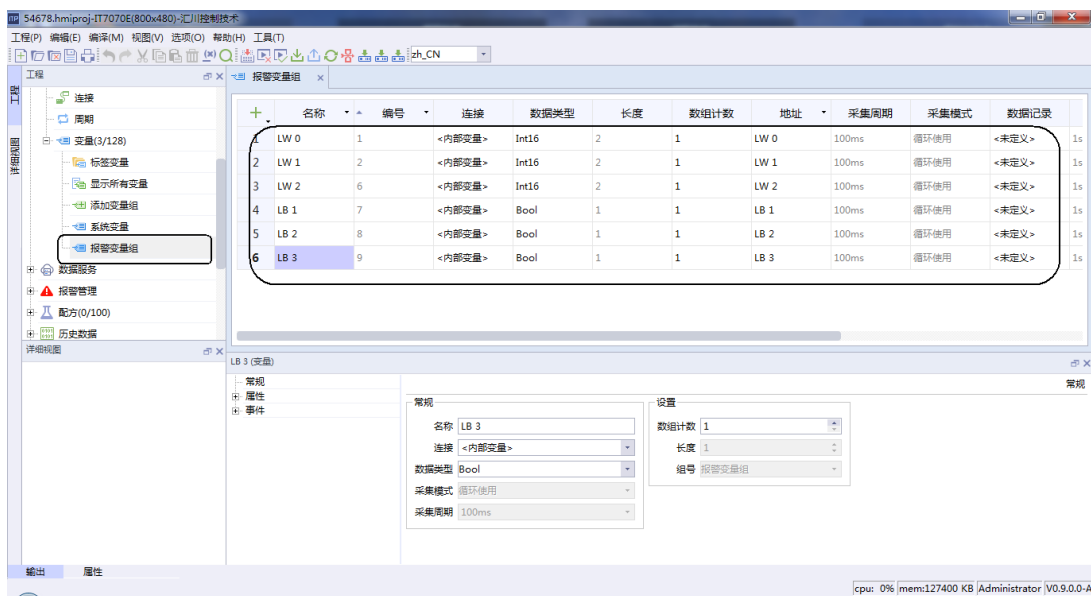 54678.hmiproj-IT7070E(800x480)-汇川控制技术
工程(P) 编辑(E) 编译(M) 视图(V) 选项(O) 帮助(H) 工具(T)
zh_CN
工程
详细视图
工程
连接
周期
变量(3/128)
标签变量
显示所有变量
添加变量组
系统变量
报警变量组
数据服务
报警管理
配方(0/100)
历史数据
详细视图
报警变量组
名称 编号 连接 数据类型 长度 数组计数 地址 采集周期 采集模式 数据记录
1 LW 0 1 <内部变量> Int16 2 1 LW 0 100ms 循环使用 <未定义> 1s
2 LW 1 2 <内部变量> Int16 2 1 LW 1 100ms 循环使用 <未定义> 1s
3 LW 2 6 <内部变量> Int16 2 1 LW 2 100ms 循环使用 <未定义> 1s
4 LB 1 7 <内部变量> Bool 1 1 LB 1 100ms 循环使用 <未定义> 1s
5 LB 2 8 <内部变量> Bool 1 1 LB 2 100ms 循环使用 <未定义> 1s
6 LB 3 9 <内部变量> Bool 1 1 LB 3 100ms 循环使用 <未定义> 1s
LB 3 (变量)
常规
属性
事件
常规
常规
名称 LB 3
连接 <内部变量>
数据类型 Bool
采集模式 循环使用
采集周期 100ms
设置
数组计数 1
长度 1
组号 报警变量组
输出 属性
cpu: 0% mem:127400 KB Administrator V0.9.0.0-A